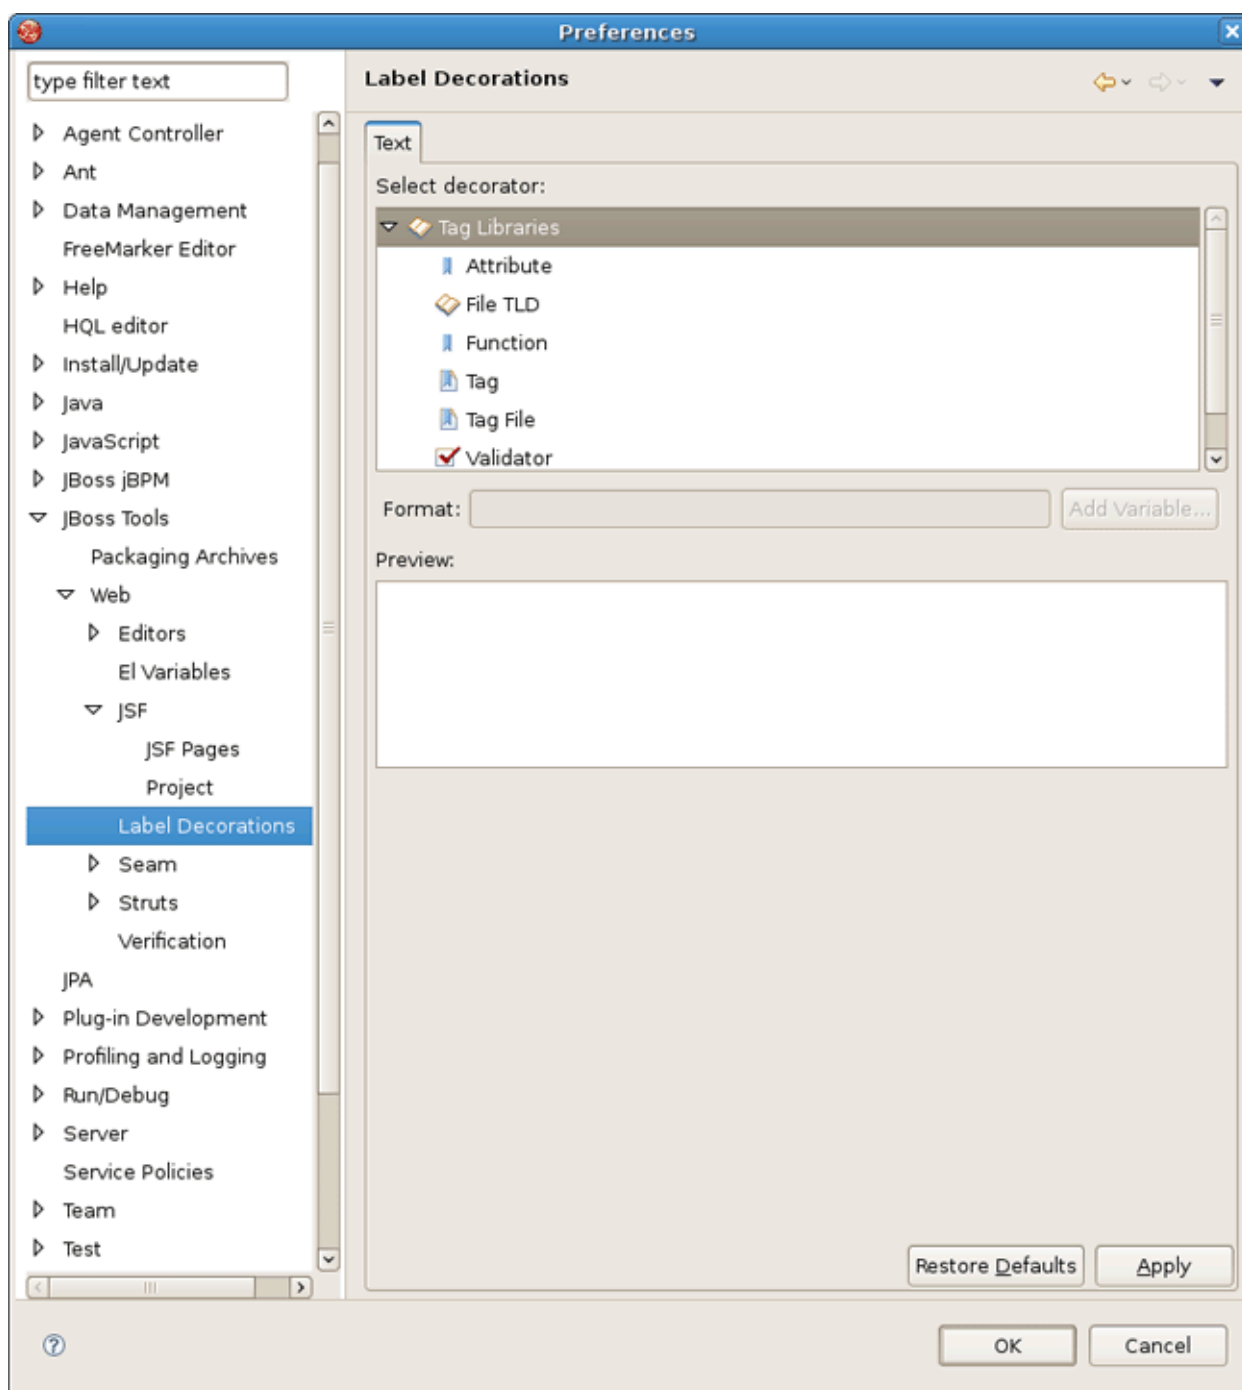 Preferences
type filter text
Agent Controller
Ant
Data Management
FreeMarker Editor
Help
HQL editor
Install/Update
Java
JavaScript
JBoss jBPM
JBoss Tools
Packaging Archives
Web
Editors
El Variables
JSF
JSF Pages
Project
Label Decorations
Seam
Struts
Verification
JPA
Plug-in Development
Profiling and Logging
Run/Debug
Server
Service Policies
Team
Test
Label Decorations
Text
Select decorator:
Tag Libraries
Attribute
File TLD
Function
Tag
Tag File
Validator
Format:
Add Variable...
Preview:
Restore Defaults
Apply
OK
Cancel